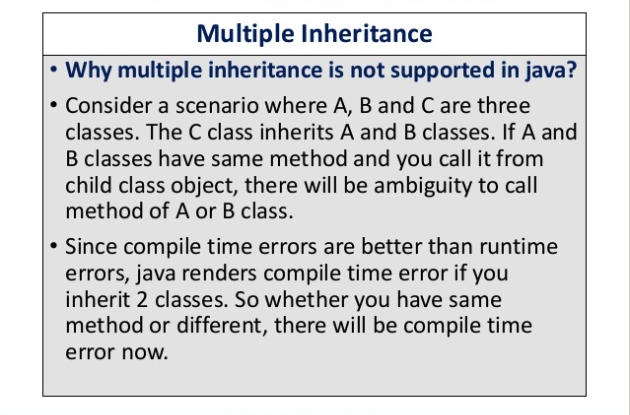 Multiple Inheritance
• Why multiple inheritance is not supported in java?
• Consider a scenario where A, B and C are three
classes. The C class inherits A and B classes. If A and
B classes have same method and you call it from
child class object, there will be ambiguity to call
method of A or B class.
• Since compile time errors are better than runtime
errors, java renders compile time error if you
inherit 2 classes. So whether you have same
method or different, there will be compile time
error now.